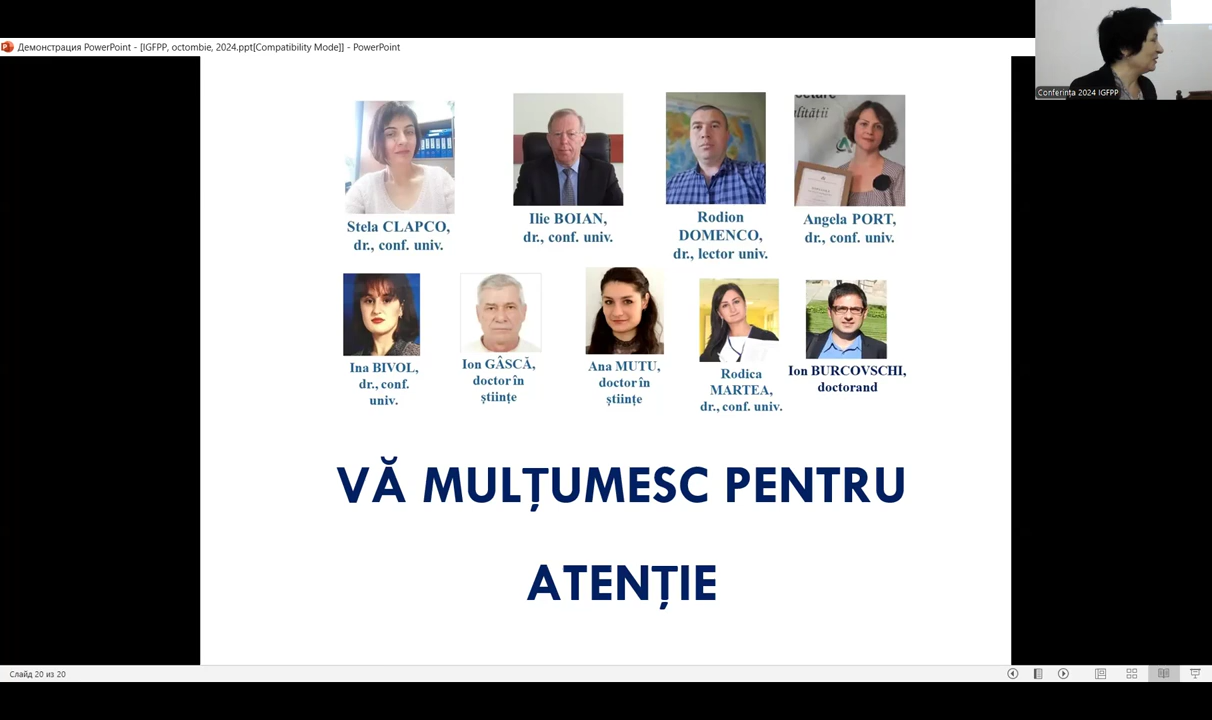 Демонстрация PowerPoint - [IGFPP, octombie, 2024.ppt[Compatibility Mode]] - PowerPoint
Conferința 2024 IGFPP
Stela CLAPCO,
dr., conf. univ.
Ilie BOIAN,
dr., conf. univ.
Rodion
DOMENCO,
dr., lector univ.
Angela PORT,
dr., conf. univ.
Ina BIVOL,
dr., conf.
univ.
Ion GÂSCĂ,
doctor în
științe
Ana MUTU,
doctor în
științe
Rodica
MARTEA,
dr., conf. univ.
Ion BURCOVSCHI,
doctorand
VĂ MULȚUMESC PENTRU
ATENȚIE
Слайд 20 из 20